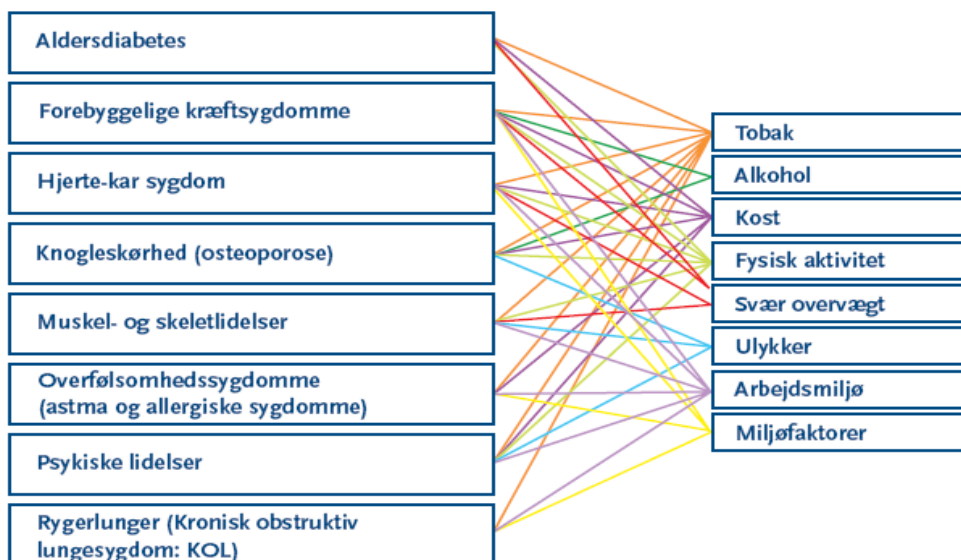 Aldersdiabetes
Forebyggelige kræftsygdomme
Hjerte-kar sygdom
Knogleskørhed (osteoporose)
Muskel- og skeletlidelser
Overfølsomhedssygdomme
(astma og allergiske sygdomme)
Psykiske lidelser
Rygerlunger (Kronisk obstruktiv
lungesygdom: KOL)
Tobak
Alkohol
Kost
Fysisk aktivitet
Svær overvægt
Ulykker
Arbejdsmiljø
Miljøfaktorer